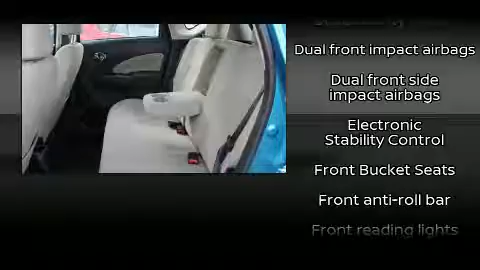 Dual front impact airbags
Dual front side
impact airbags
Electronic
Stability Control
Front Bucket Seats
Front anti-roll bar
Front reading lights